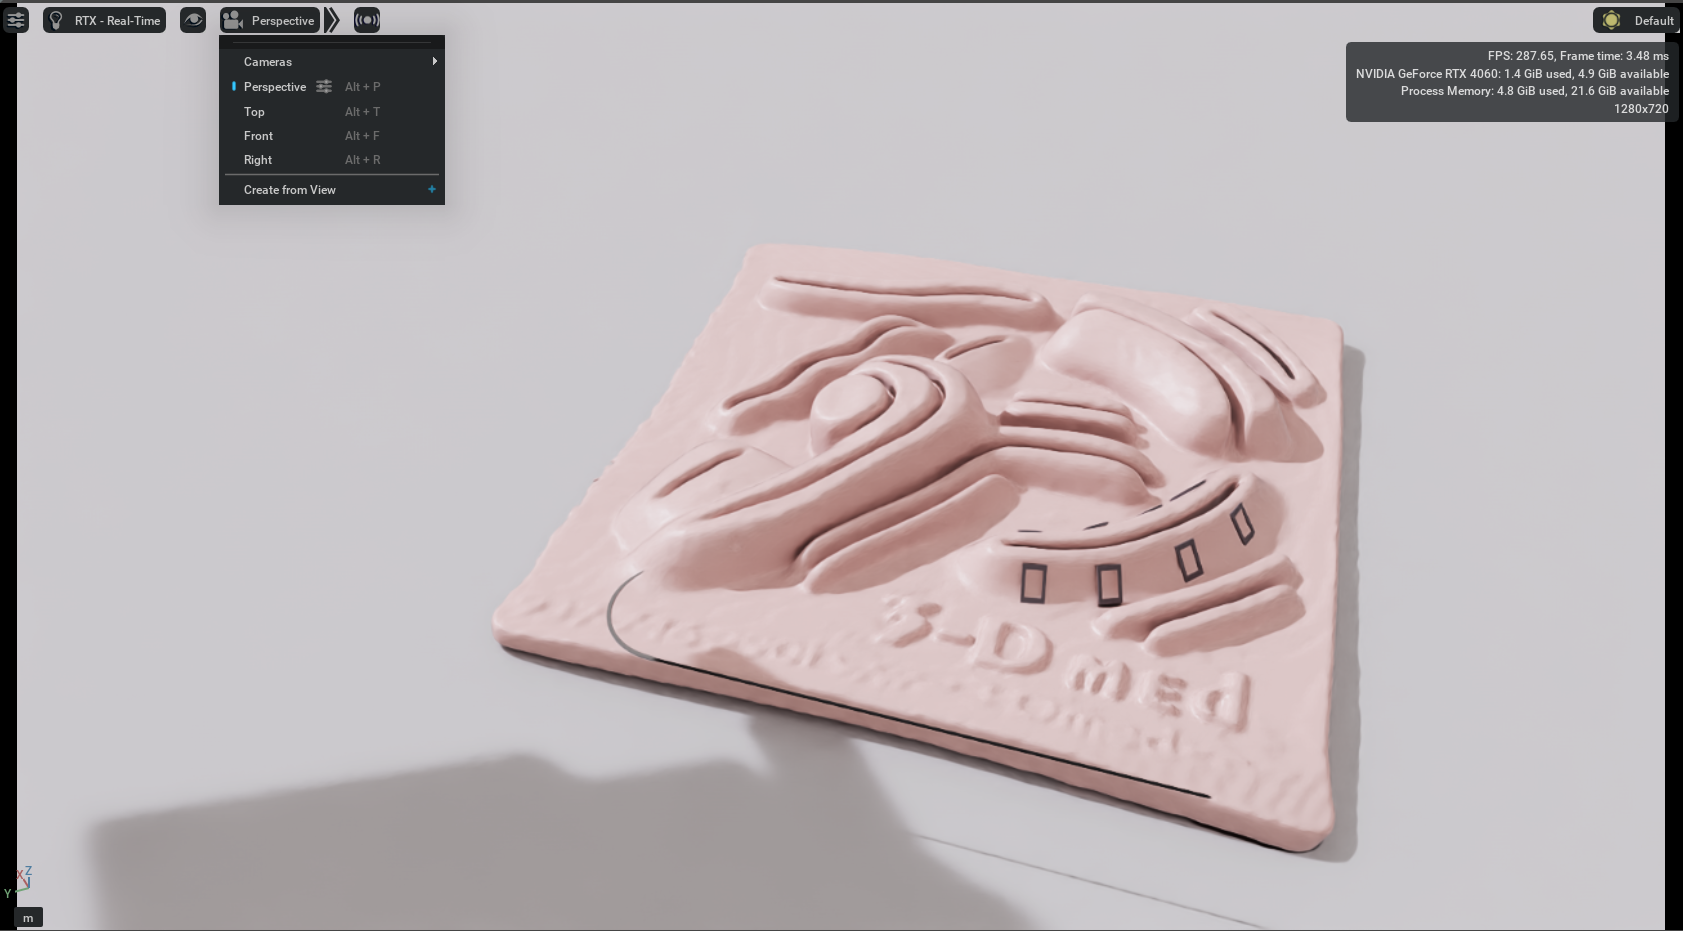 RTX - Real-Time
Perspective
Default
FPS: 287.65, Frame time: 3.48 ms
NVIDIA GeForce RTX 4060: 1.4 GiB used, 4.9 GiB available
Process Memory: 4.8 GiB used, 21.6 GiB available
1280x720
Cameras
Perspective Alt + P
Top Alt + T
Front Alt + F
Right Alt + R
Create from View +
3-D Med
X Z
Y
m